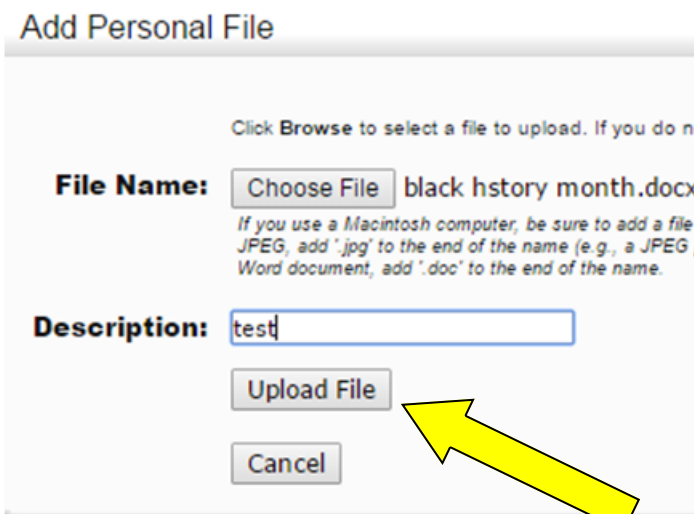 Add Personal File
Click Browse to select a file to upload. If you do n
File Name: Choose File black hstory month.docx
If you use a Macintosh computer, be sure to add a file
JPEG, add '.jpg' to the end of the name (e.g., a JPEG
Word document, add '.doc' to the end of the name.
Description: test
Upload File
Cancel